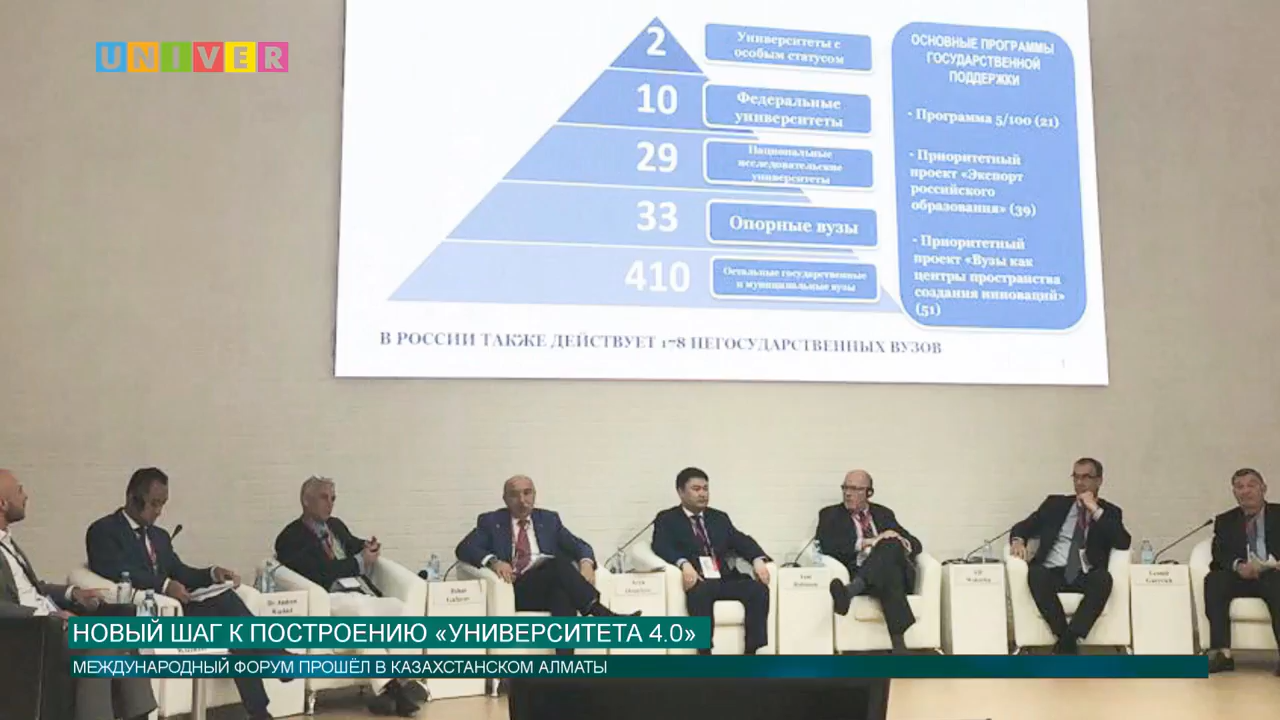 UNIVER
2
Университеты с
особым статусом
10
Федеральные
университеты
29
Национальные
исследовательские
университеты
33
Опорные вузы
410
Остальные государственные
и муниципальные вузы
ОСНОВНЫЕ ПРОГРАММЫ
ГОСУДАРСТВЕННОЙ
ПОДДЕРЖКИ
- Программа 5/100 (21)
- Приоритетный
проект «Экспорт
российского
образования» (39)
- Приоритетный
проект «Вузы как
центры пространства
создания инноваций»
(51)
В РОССИИ ТАКЖЕ ДЕЙСТВУЕТ 178 НЕГОСУДАРСТВЕННЫХ ВУЗОВ
1
Dr. Andreas
НОВЫЙ ШАГ К ПОСТРОЕНИЮ «УНИВЕРСИТЕТА 4.0»
МЕЖДУНАРОДНЫЙ ФОРУМ ПРОШЁЛ В КАЗАХСТАНСКОМ АЛМАТЫ